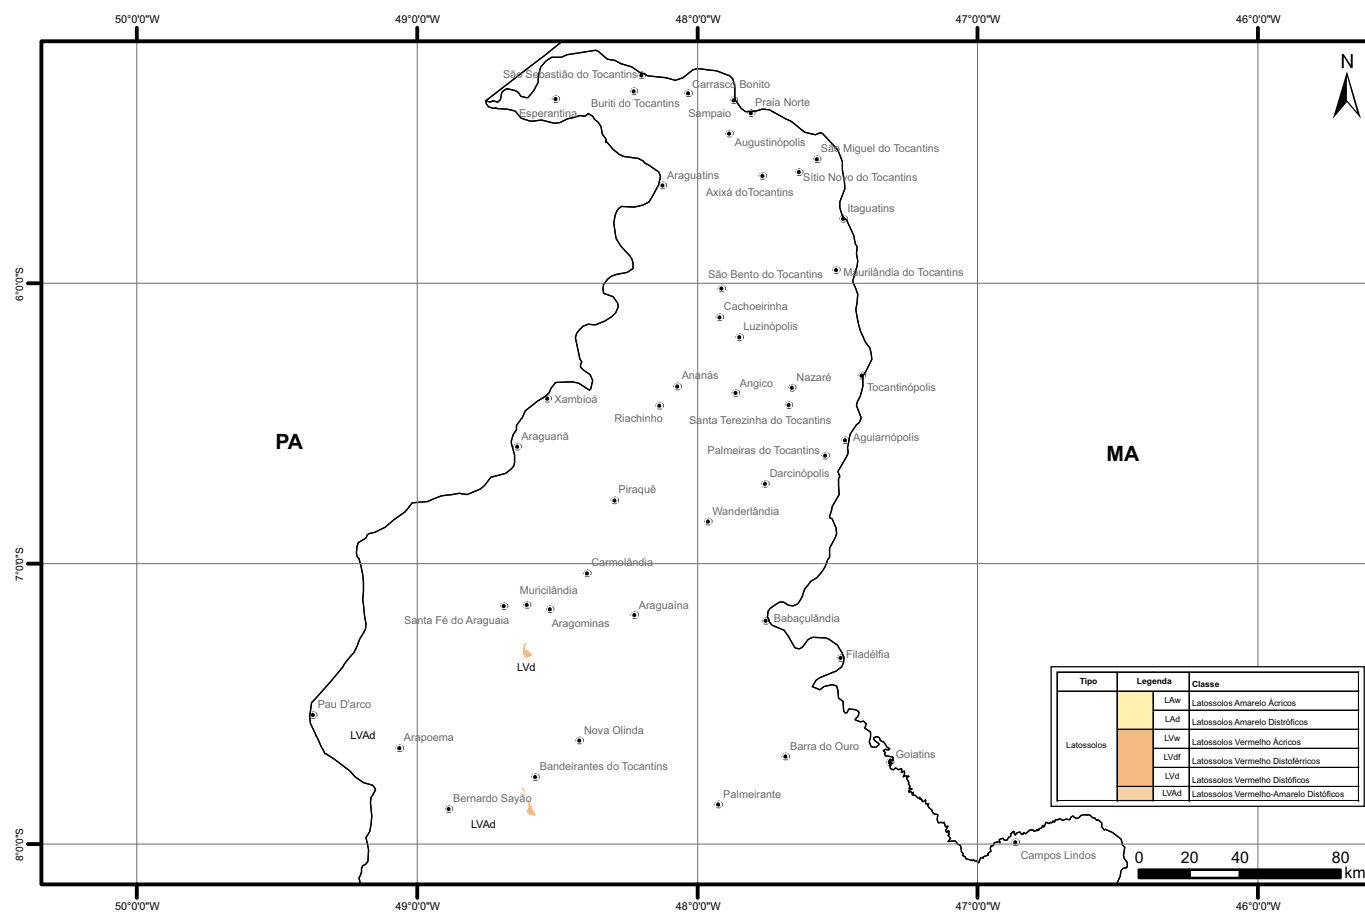 50°0'0"W
49°0'0"W
48°0'0"W
47°0'0"W
46°0'0"W
N
São Sebastião do Tocantins
Carrasco Bonito
Esperantina
Buriti do Tocantins
Sampaio
Praia Norte
Augustinópolis
São Miguel do Tocantins
Araguatins
Sítio Novo do Tocantins
Axixá doTocantins
Itaguatins
São Bento do Tocantins
Maurilândia do Tocantins
6°0'0"S
Cachoeirinha
Luzinópolis
Ananás
Angico
Nazaré
Tocantinópolis
Xambioá
Riachinho
Santa Terezinha do Tocantins
PA
Araguanã
Aguiarnópolis
Palmeiras do Tocantins
MA
Darcinópolis
Piraquê
Wanderlândia
7°0'0"S
Carmolândia
Muricilândia
Santa Fé do Araguaia
Aragominas
Araguaína
Babaçulândia
Filadélfia
LVd
Tipo
Legenda
Classe
LAw
Latossolos Amarelo Ácricos
LAd
Latossolos Amarelo Distróficos
Latossolos
LVw
Latossolos Vermelho Ácricos
LVdf
Latossolos Vermelho Distoférricos
LVd
Latossolos Vermelho Distóficos
LVAd
Latossolos Vermelho-Amarelo Distóficos
Pau D'arco
LVAd
Arapoema
Nova Olinda
Barra do Ouro
Goiatins
Bandeirantes do Tocantins
Bernardo Sayão
Palmeirante
LVAd
8°0'0"S
Campos Lindos
0
20
40
80
km
50°0'0"W
49°0'0"W
48°0'0"W
47°0'0"W
46°0'0"W